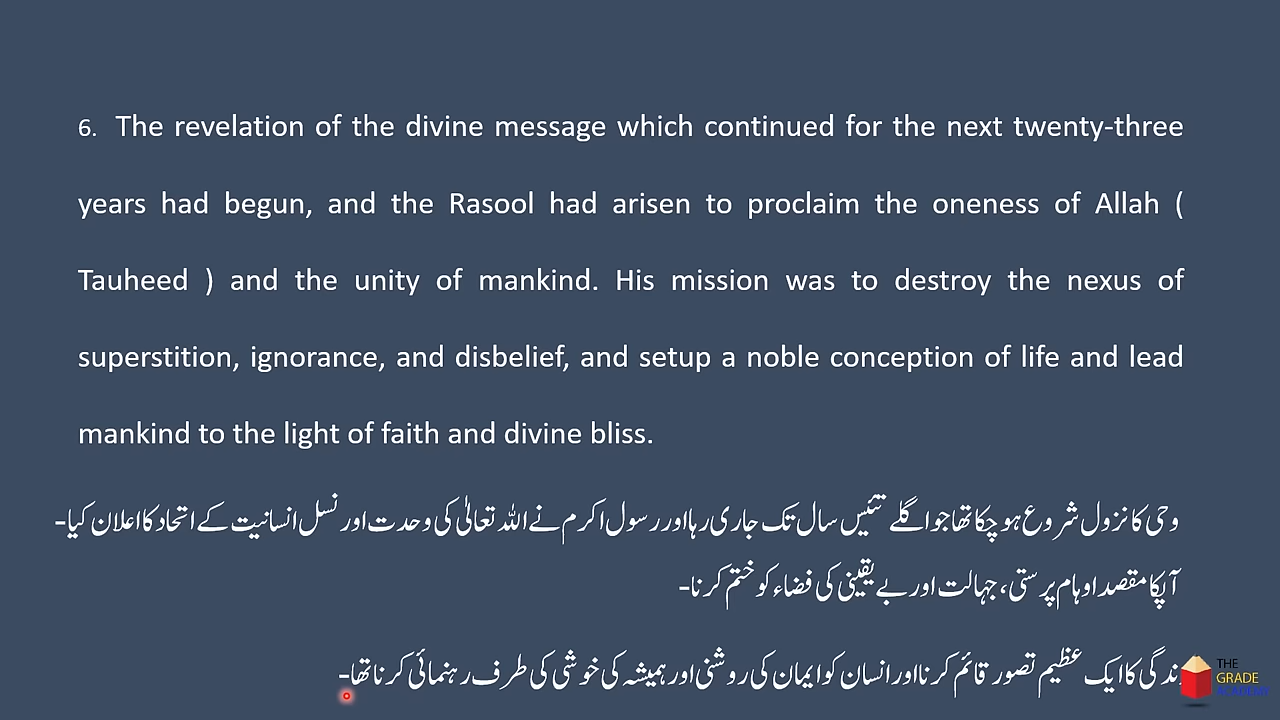 6. The revelation of the divine message which continued for the next twenty-three
years had begun, and the Rasool had arisen to proclaim the oneness of Allah (
Tauheed ) and the unity of mankind. His mission was to destroy the nexus of
superstition, ignorance, and disbelief, and setup a noble conception of life and lead
mankind to the light of faith and divine bliss.
وحی کا نزول شروع ہو چکا تھا جو اگلے تئیس سال تک جاری رہا اور رسول اکرم نے اللہ تعالیٰ کی وحدت اور نسل انسانیت کے اتحاد کا اعلان کیا-
آپکا مقصد اوہام پرستی، جہالت اور بے یقینی کی فضاء کو ختم کرنا-
ندگی کا ایک عظیم تصور قائم کرنا اور انسان کو ایمان کی روشنی اور ہمیشہ کی خوشی کی طرف رہنمائی کرنا تھا-
THE
GRADE
ACADEMY